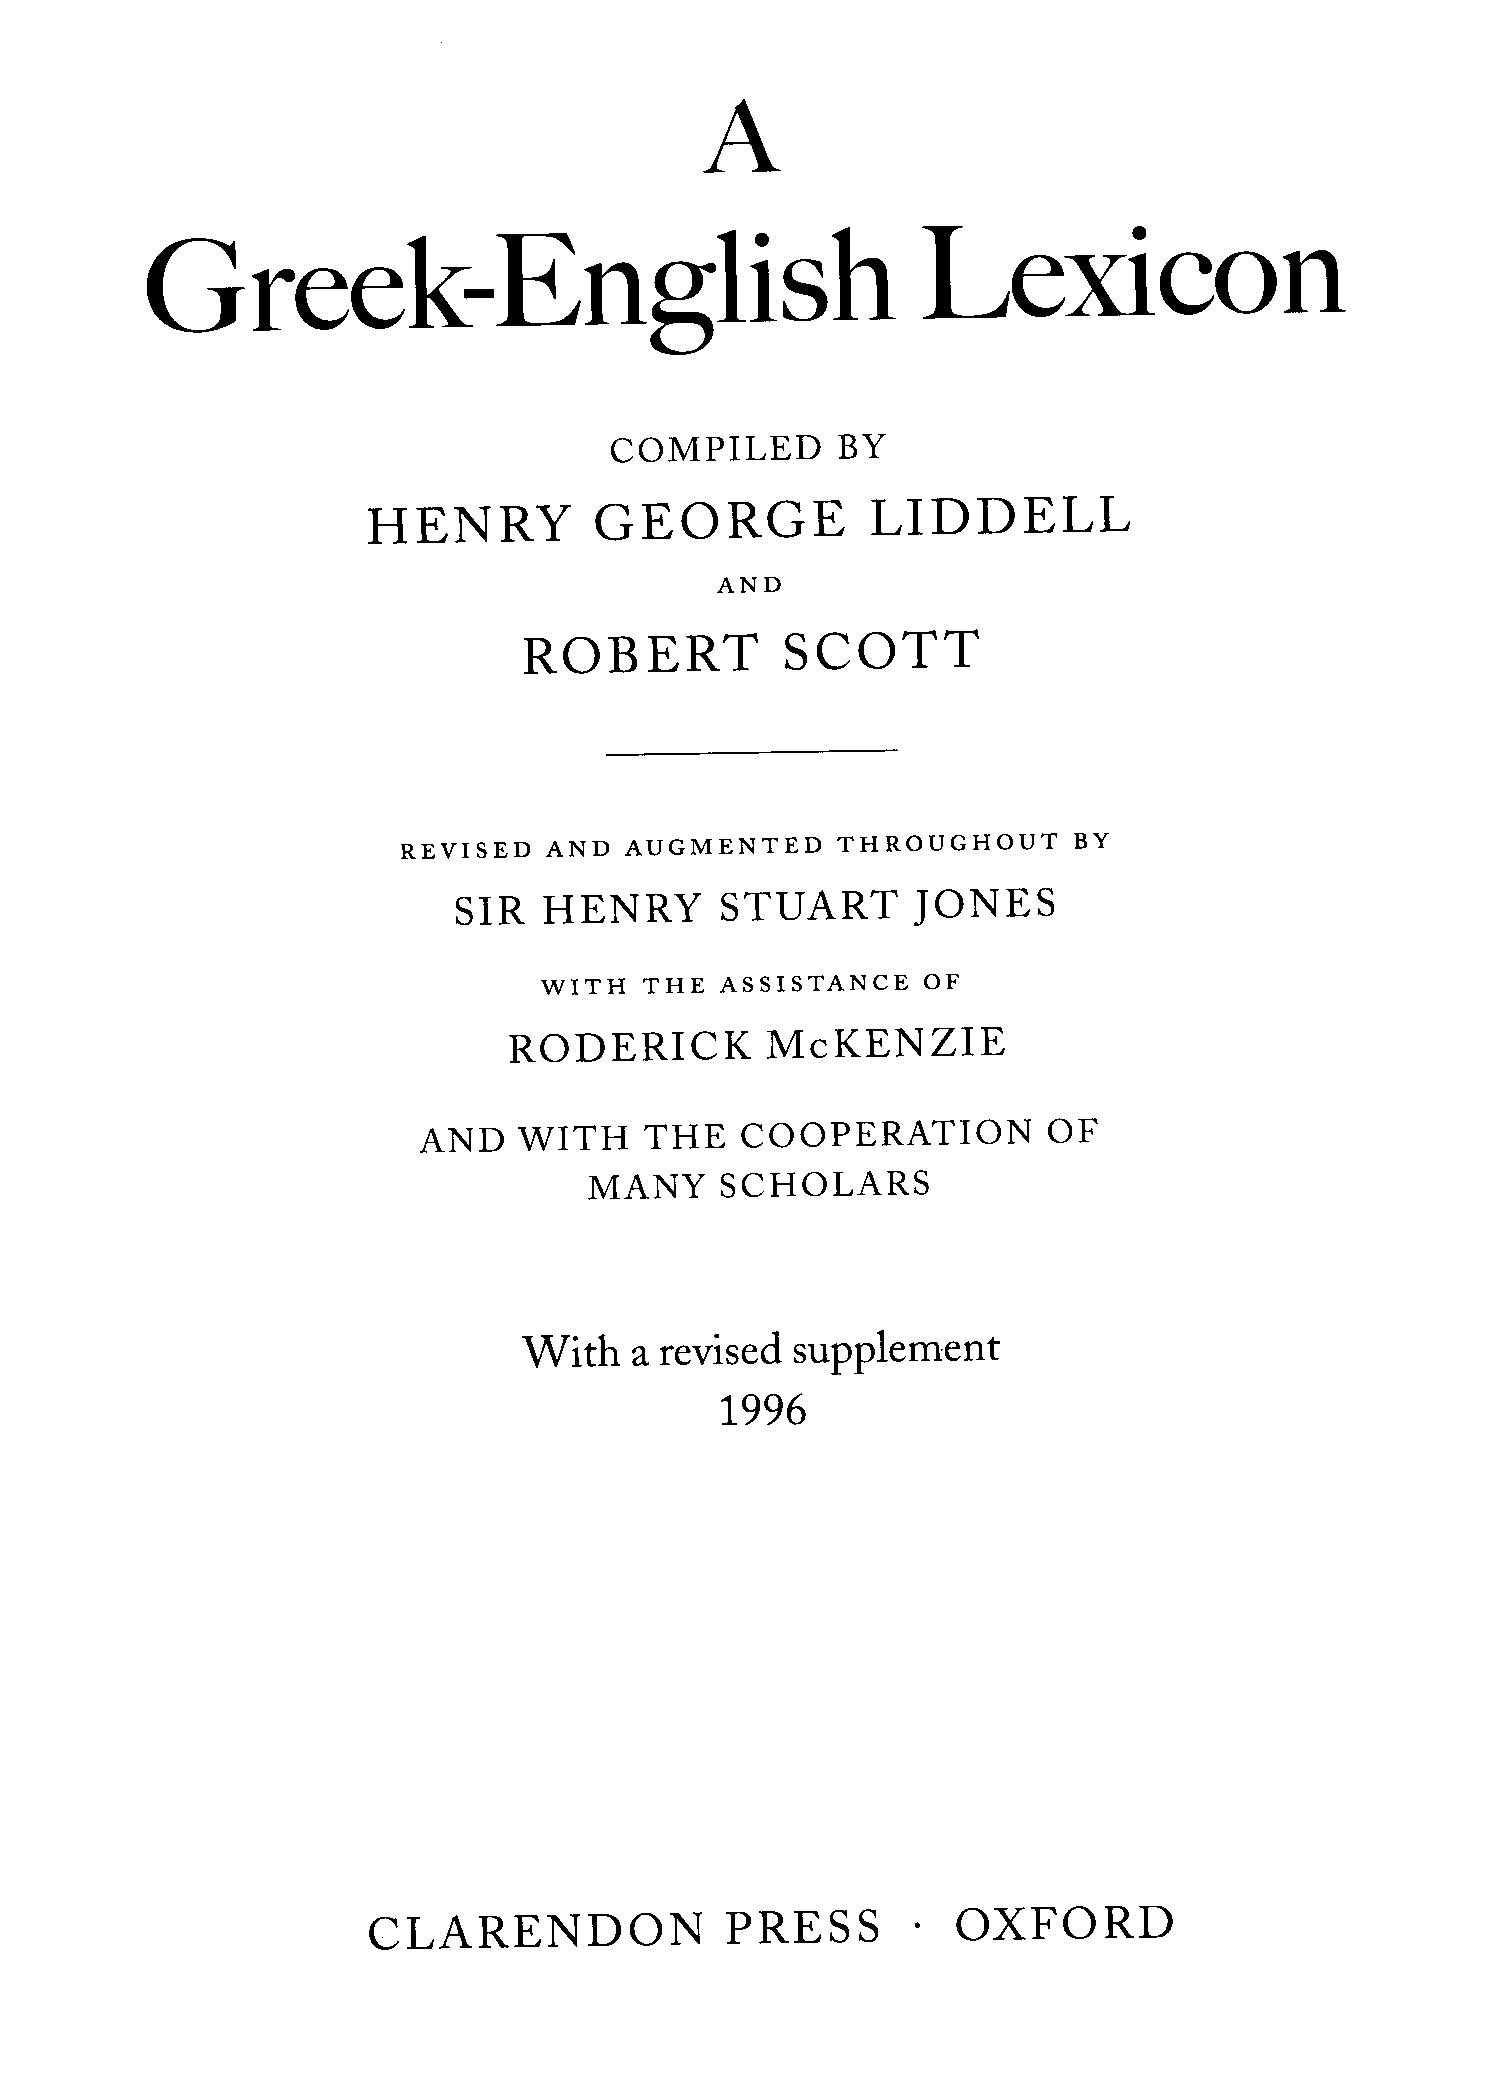 A
Greek-English Lexicon
COMPILED BY
HENRY GEORGE LIDDELL
AND
ROBERT SCOTT
REVISED AND AUGMENTED THROUGHOUT BY
SIR HENRY STUART JONES
WITH THE ASSISTANCE OF
RODERICK McKENZIE
AND WITH THE COOPERATION OF
MANY SCHOLARS
With a revised supplement
1996
CLARENDON PRESS · OXFORD